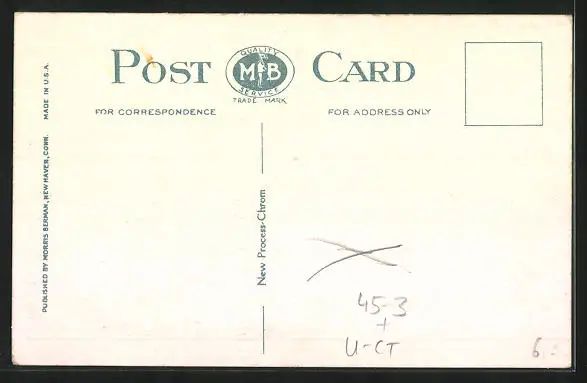 POST CARD
QUALITY
M B
SERVICE
TRADE MARK
FOR CORRESPONDENCE
FOR ADDRESS ONLY
PUBLISHED BY MORRIS BERMAN, NEW HAVEN, CONN. MADE IN U.S.A.
New Process-Chrom
45-3
+
U-CT
6.-